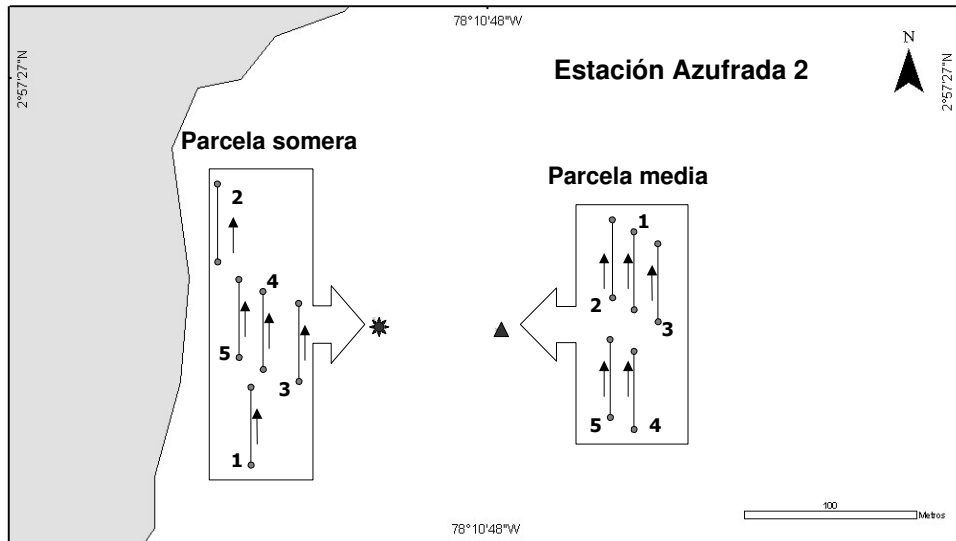 78°10'48"W
2°57'27"N
N
2°57'27"N
Estación Azufrada 2
Parcela somera
Parcela media
2
4
5
3
1
1
2
3
5
4
100
Metros
78°10'48"W